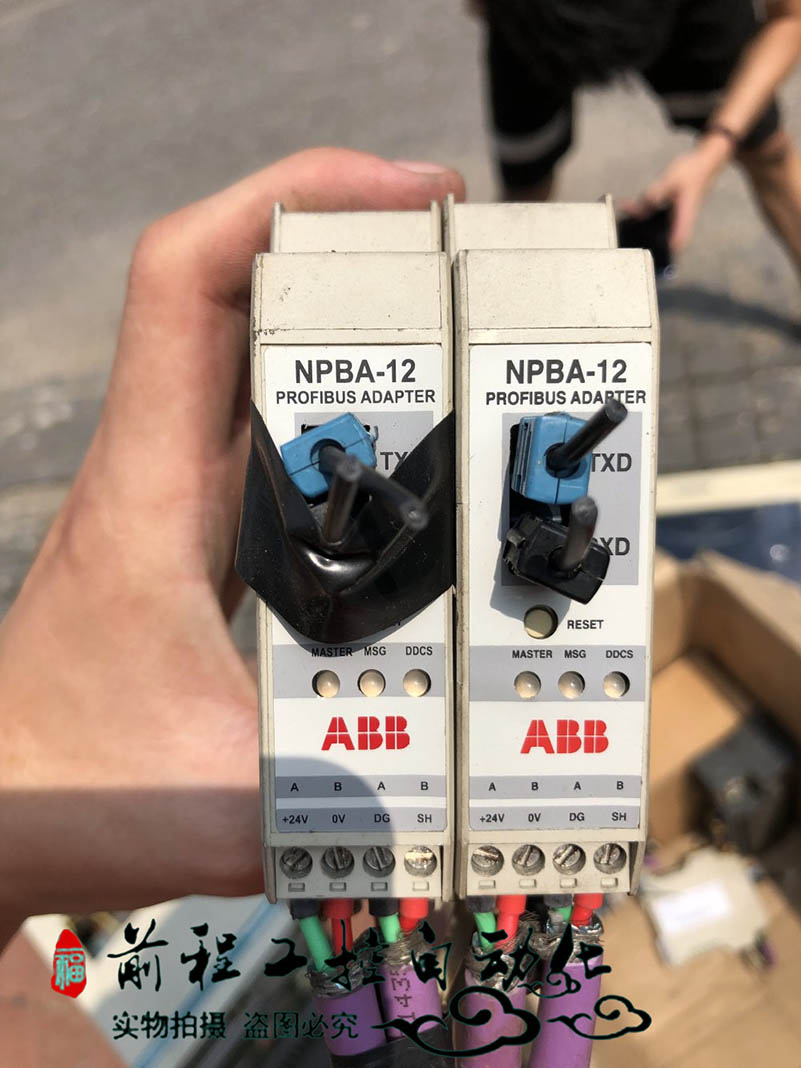 NPBA-12
PROFIBUS ADAPTER
MASTER MSG DDCS
ABB
A B A B
+24V 0V DG SH
NPBA-12
PROFIBUS ADAPTER
TXD
RESET
MASTER MSG DDCS
ABB
A B A B
+24V 0V DG SH
福
前程工控自动化
实物拍摄 盗图必究